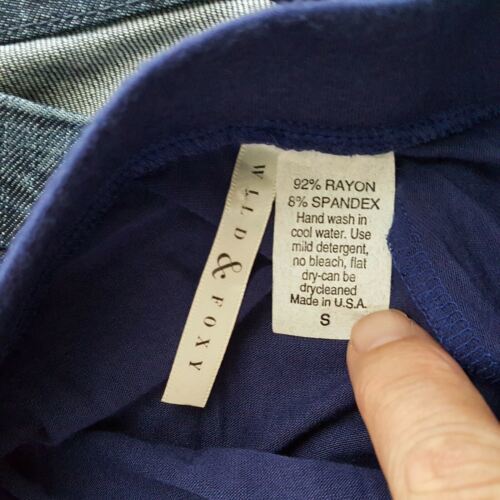 WILD & FOXY
92% RAYON
8% SPANDEX
Hand wash in
cool water. Use
mild detergent,
no bleach, flat
dry-can be
drycleaned
Made in U.S.A.
S